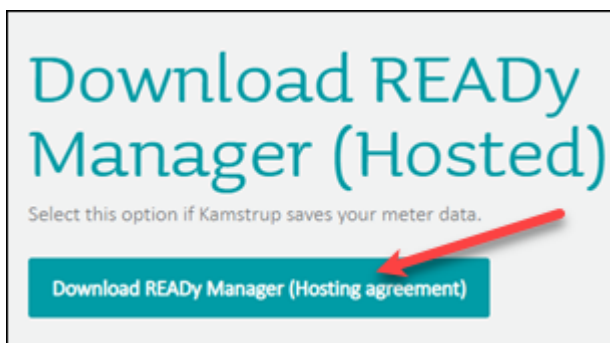 Download READy
Manager (Hosted)
Select this option if Kamstrup saves your meter data.
Download READy Manager (Hosting agreement)